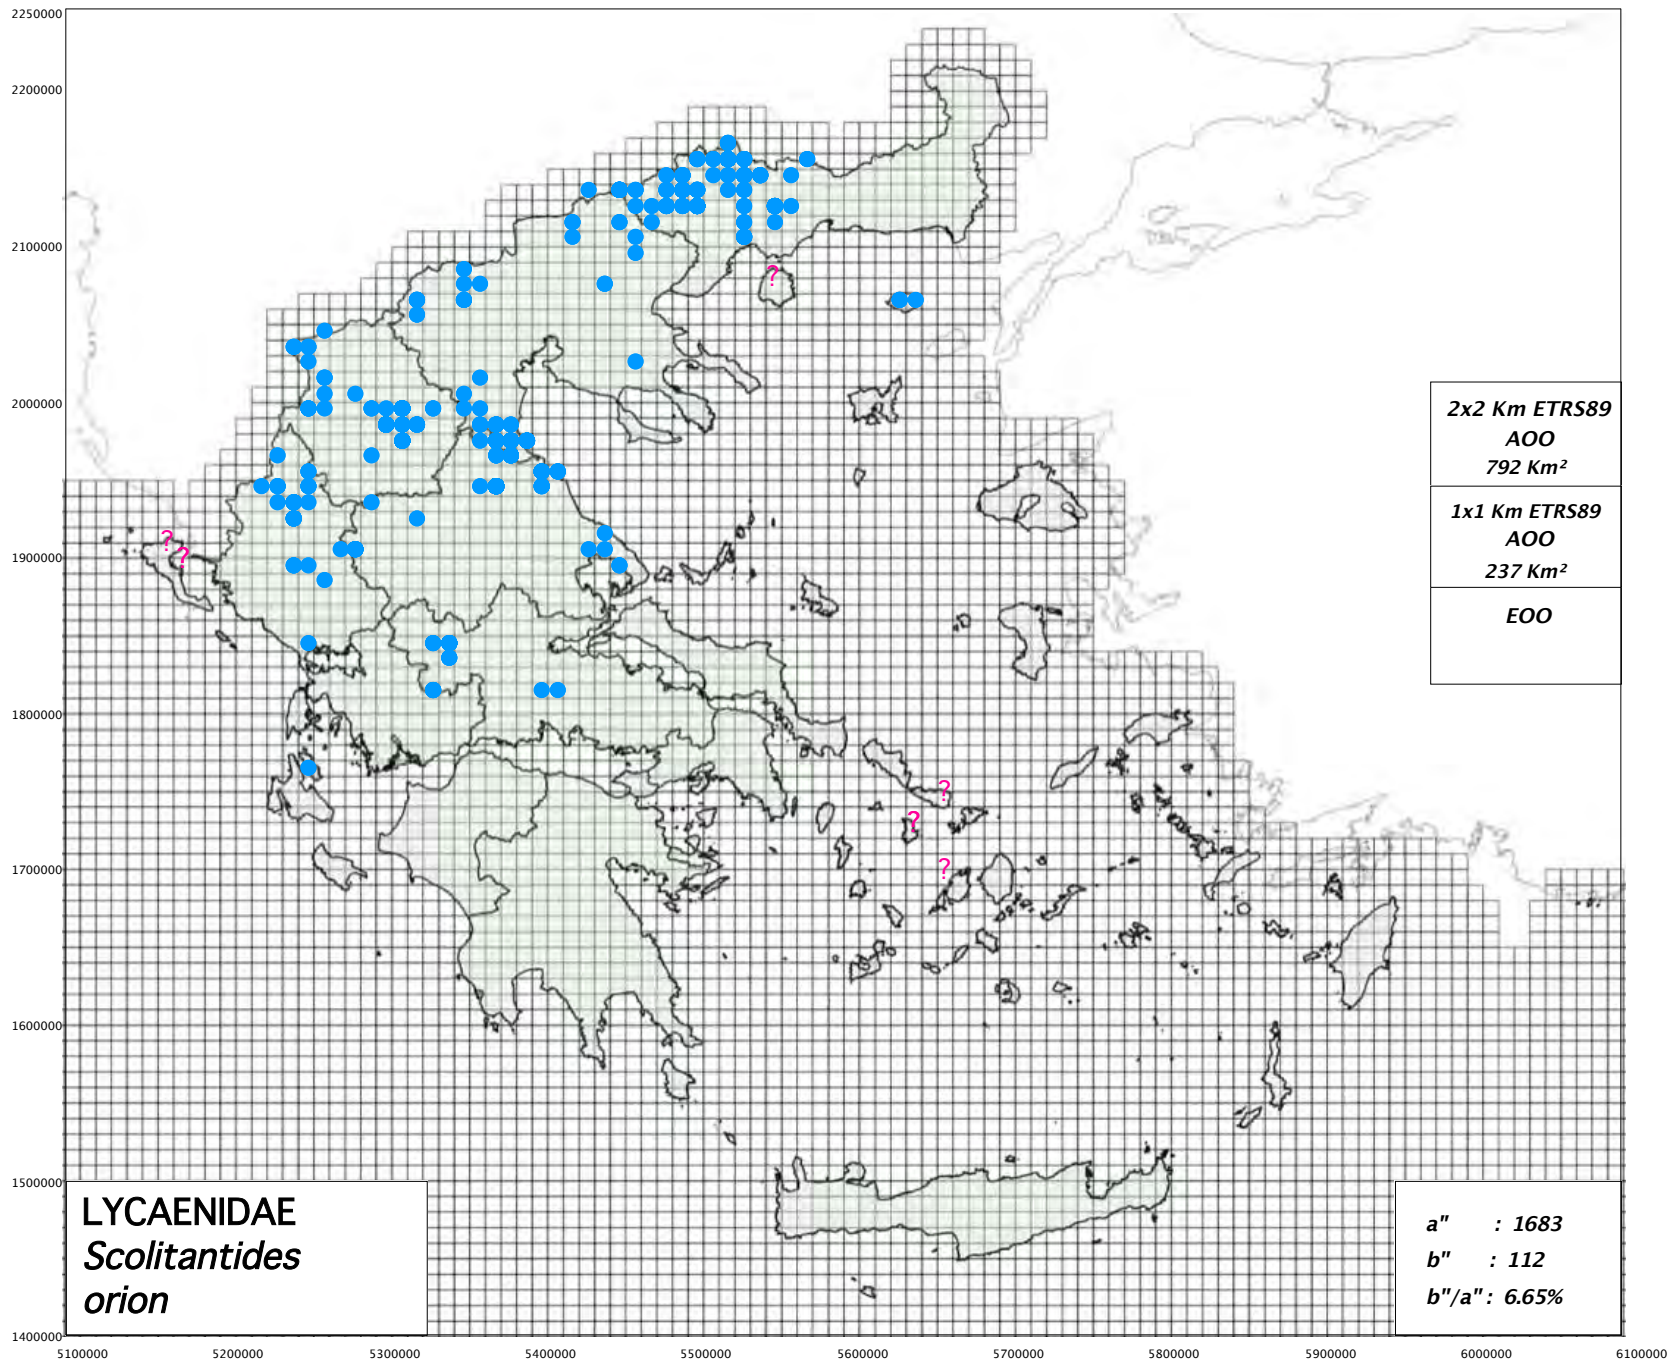 2250000
2200000
2100000
2000000
1900000
1800000
1700000
1600000
1500000
1400000
?
?
?
?
?
?
2x2 Km ETRS89
AOO
792 Km²
1x1 Km ETRS89
AOO
237 Km²
EOO
LYCAENIDAE
Scolitantides
orion
a" : 1683
b" : 112
b"/a" : 6.65%
5100000 5200000 5300000 5400000 5500000 5600000 5700000 5800000 5900000 6000000 6100000